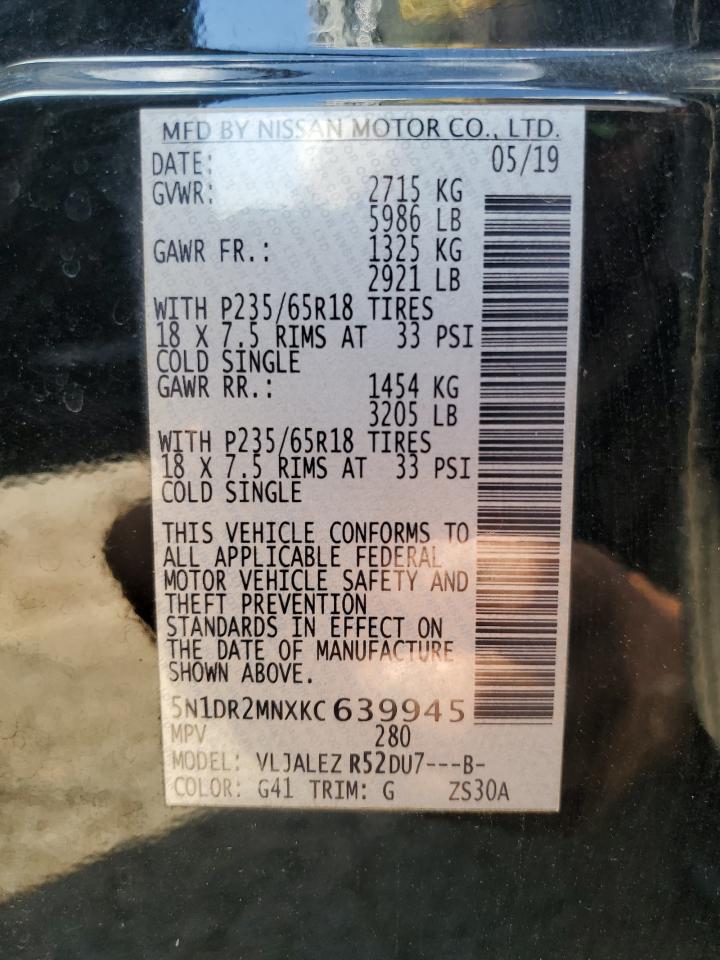 MFD BY NISSAN MOTOR CO., LTD.
DATE: 05/19
GVWR: 2715 KG
5986 LB
GAWR FR.: 1325 KG
2921 LB
WITH P235/65R18 TIRES
18 X 7.5 RIMS AT 33 PSI
COLD SINGLE
GAWR RR.: 1454 KG
3205 LB
WITH P235/65R18 TIRES
18 X 7.5 RIMS AT 33 PSI
COLD SINGLE
THIS VEHICLE CONFORMS TO
ALL APPLICABLE FEDERAL
MOTOR VEHICLE SAFETY AND
THEFT PREVENTION
STANDARDS IN EFFECT ON
THE DATE OF MANUFACTURE
SHOWN ABOVE.
5N1DR2MNXKC639945
MPV 280
MODEL: VLJALEZ R52DU7---B-
COLOR: G41 TRIM: G ZS30A